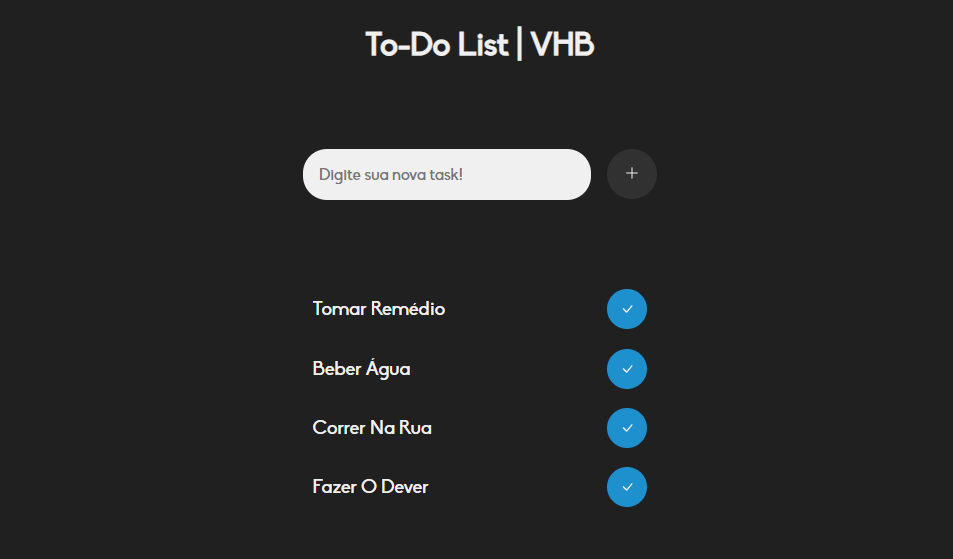 To-Do List | VHB
Digite sua nova task!
Tomar Remédio
Beber Água
Correr Na Rua
Fazer O Dever